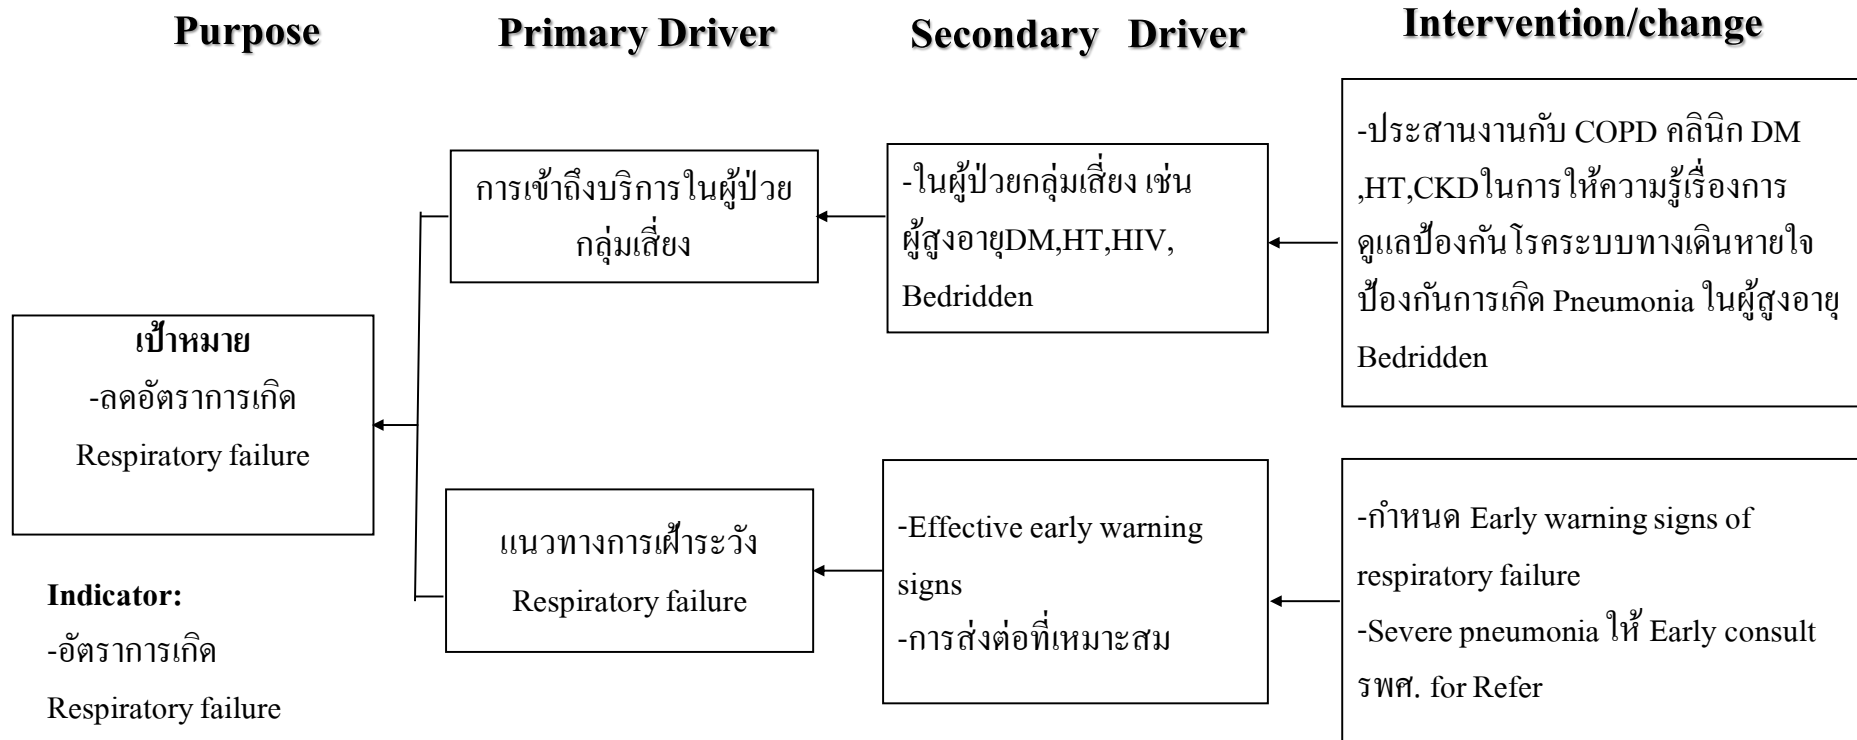 Purpose
Primary Driver
Secondary Driver
Intervention/change
เป้าหมาย
-ลดอัตราการเกิด
Respiratory failure
Indicator:
-อัตราการเกิด
Respiratory failure
การเข้าถึงบริการในผู้ป่วย
กลุ่มเสี่ยง
แนวทางการเฝ้าระวัง
Respiratory failure
-ในผู้ป่วยกลุ่มเสี่ยง เช่น
ผู้สูงอายุDM,HT,HIV,
Bedridden
-Effective early warning
signs
-การส่งต่อที่เหมาะสม
-ประสานงานกับ COPD คลินิก DM
,HT,CKDในการให้ความรู้เรื่องการ
ดูแลป้องกันโรคระบบทางเดินหายใจ
ป้องกันการเกิด Pneumonia ในผู้สูงอายุ
Bedridden
-กำหนด Early warning signs of
respiratory failure
-Severe pneumonia ให้ Early consult
รพศ. for Refer